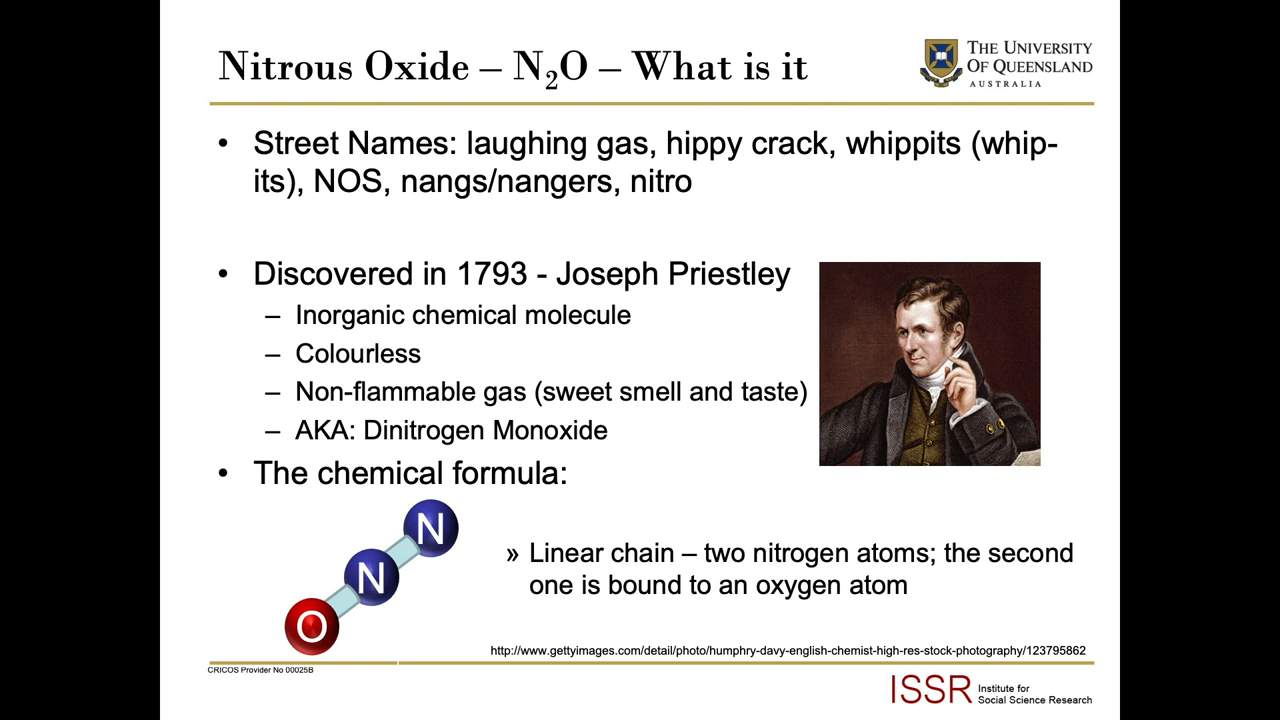 Nitrous Oxide – N₂O – What is it
THE UNIVERSITY
OF QUEENSLAND
AUSTRALIA
• Street Names: laughing gas, hippy crack, whippits (whip-
its), NOS, nangs/nangers, nitro
• Discovered in 1793 - Joseph Priestley
– Inorganic chemical molecule
– Colourless
– Non-flammable gas (sweet smell and taste)
– AKA: Dinitrogen Monoxide
• The chemical formula:
N
N
O
» Linear chain – two nitrogen atoms; the second
one is bound to an oxygen atom
http://www.gettyimages.com/detail/photo/humphry-davy-english-chemist-high-res-stock-photography/123795862
CRICOS Provider No 00025B
ISSR
Institute for
Social Science Research